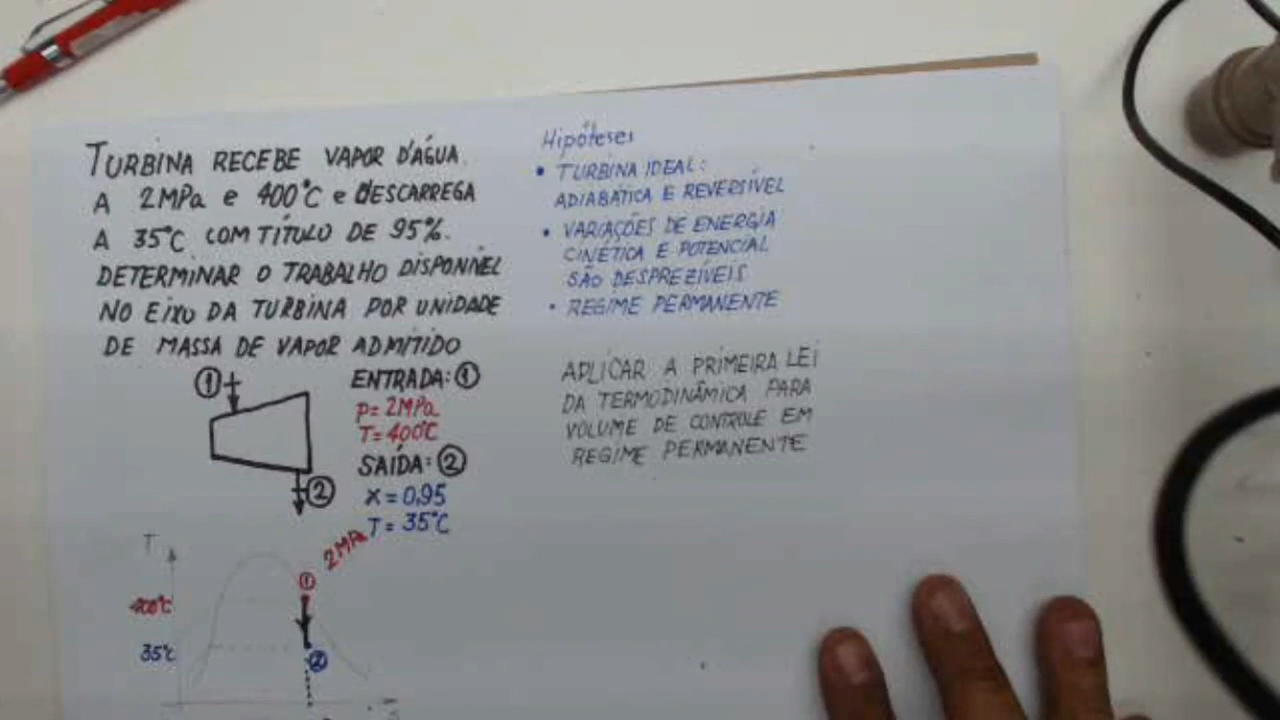 TURBINA RECEBE VAPOR D'ÁGUA
A 2MPa e 400°C e DESCARREGA
A 35°C COM TÍTULO DE 95%.
DETERMINAR O TRABALHO DISPONÍVEL
NO EIXO DA TURBINA POR UNIDADE
DE MASSA DE VAPOR ADMITIDO
① ENTRADA: ①
p= 2MPa
T= 400°C
SAÍDA: ②
② x = 0,95
T = 35°C
T
2MPa
①
400°C
35°C
②
Hipóteses
• TURBINA IDEAL:
ADIABÁTICA E REVERSÍVEL
• VARIAÇÕES DE ENERGIA
CINÉTICA E POTENCIAL
SÃO DESPREZÍVEIS
• REGIME PERMANENTE
APLICAR A PRIMEIRA LEI
DA TERMODINÂMICA PARA
VOLUME DE CONTROLE EM
REGIME PERMANENTE